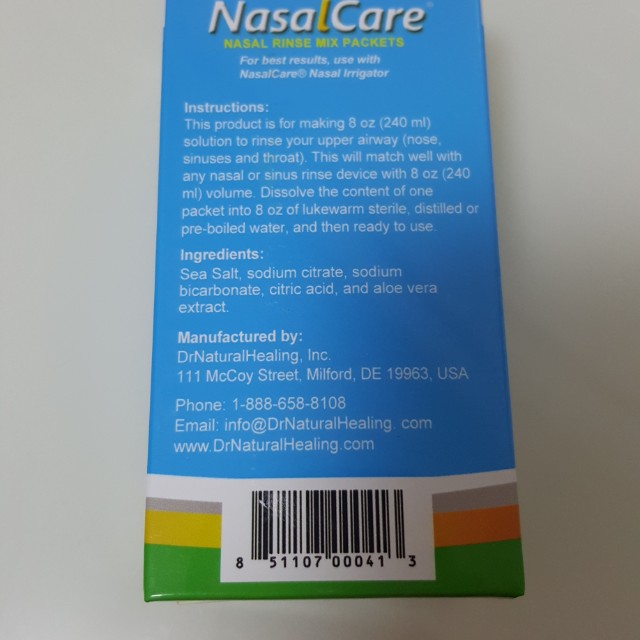 NasalCare®
NASAL RINSE MIX PACKETS
For best results, use with
NasalCare® Nasal Irrigator
Instructions:
This product is for making 8 oz (240 ml)
solution to rinse your upper airway (nose,
sinuses and throat). This will match well with
any nasal or sinus rinse device with 8 oz (240
ml) volume. Dissolve the content of one
packet into 8 oz of lukewarm sterile, distilled or
pre-boiled water, and then ready to use.
Ingredients:
Sea Salt, sodium citrate, sodium
bicarbonate, citric acid, and aloe vera
extract.
Manufactured by:
DrNaturalHealing, Inc.
111 McCoy Street, Milford, DE 19963, USA
Phone: 1-888-658-8108
Email: info@DrNaturalHealing. com
www.DrNaturalHealing.com
8 51107 00041 3